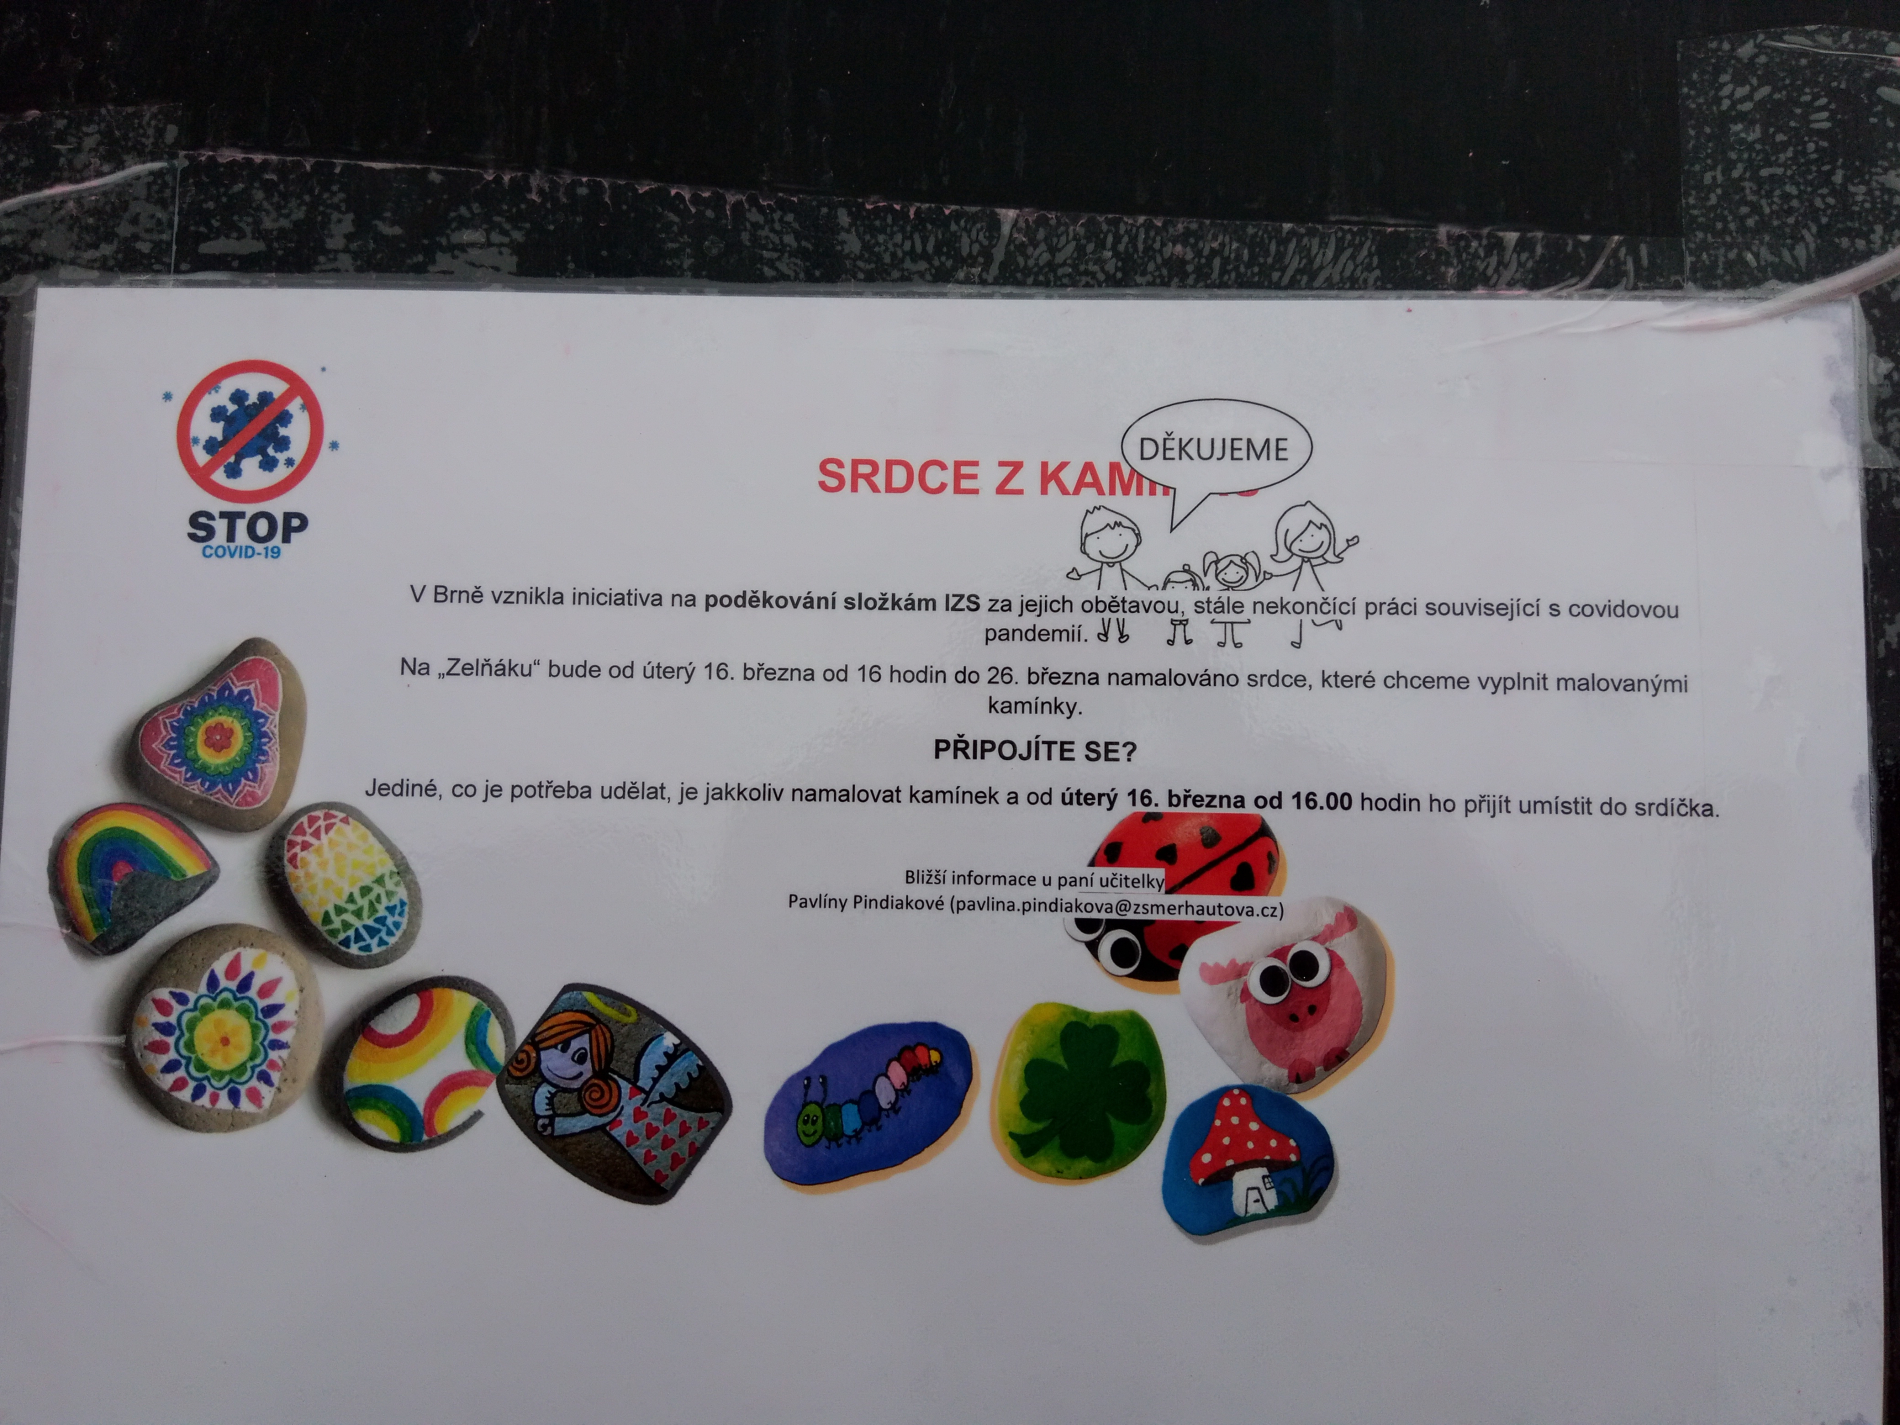 STOP
COVID-19
DĚKUJEME
SRDCE Z
V Brně vznikla iniciativa na poděkování složkám IZS za jejich obětavou, stále nekončící práci související s covidovou
pandemií.
Na „Zelňáku“ bude od úterý 16. března od 16 hodin do 26. března namalováno srdce, které chceme vyplnit malovanými
kamínky.
PŘIPOJÍTE SE?
Jediné, co je potřeba udělat, je jakkoliv namalovat kamínek a od úterý 16. března od 16.00 hodin ho přijít umístit do srdíčka.
Bližší informace u paní učitelky
Pavlíny Pindiakové (pavlina.pindiakova@zsmerhautova.cz)